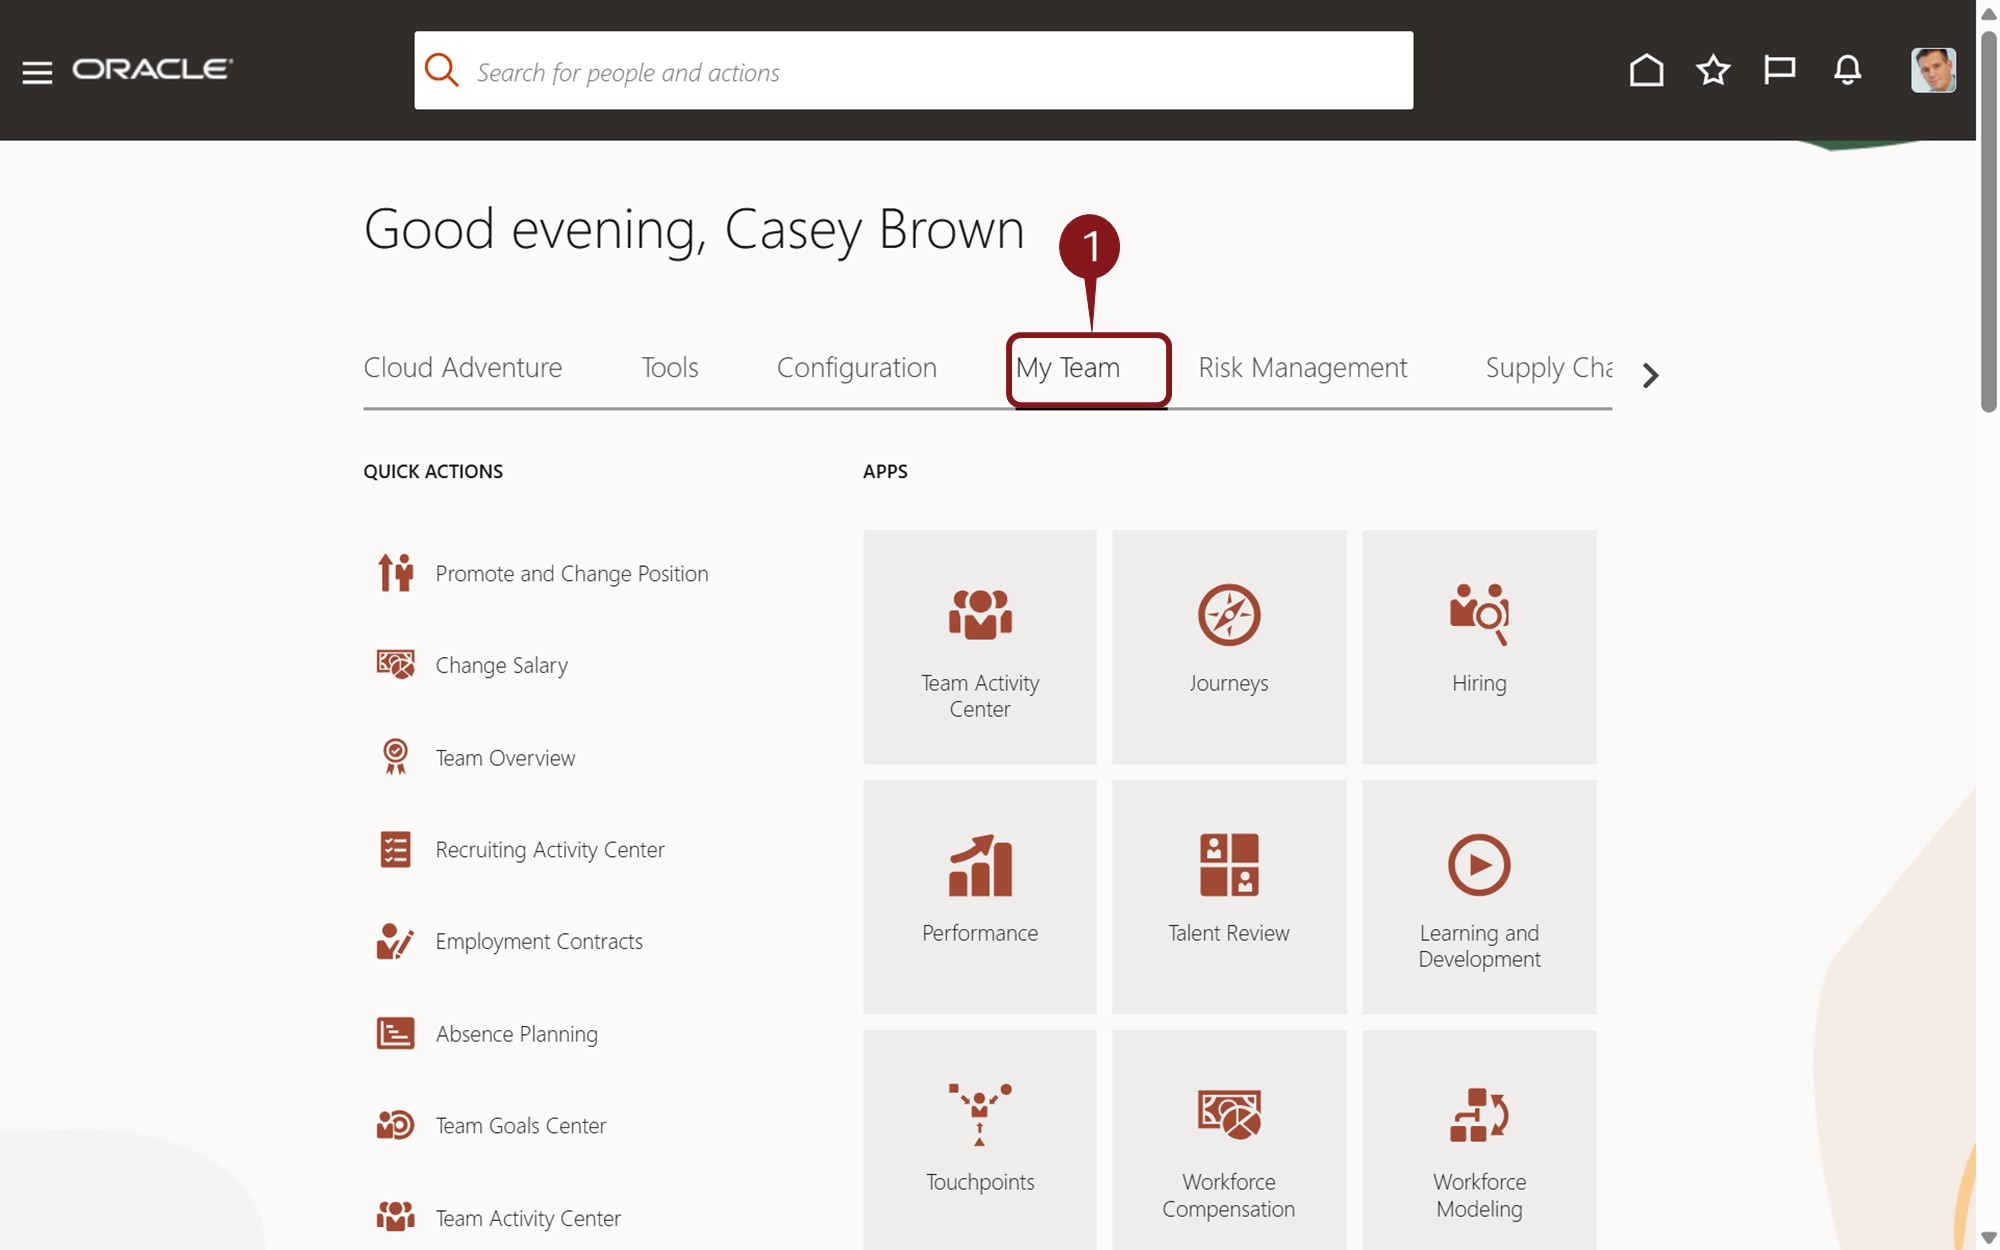 ORACLE
Search for people and actions
Good evening, Casey Brown
1
Cloud Adventure
Tools
Configuration
My Team
Risk Management
Supply Cha
QUICK ACTIONS
Promote and Change Position
Change Salary
Team Overview
Recruiting Activity Center
Employment Contracts
Absence Planning
Team Goals Center
Team Activity Center
APPS
Team Activity
Center
Journeys
Hiring
Performance
Talent Review
Learning and
Development
Touchpoints
Workforce
Compensation
Workforce
Modeling